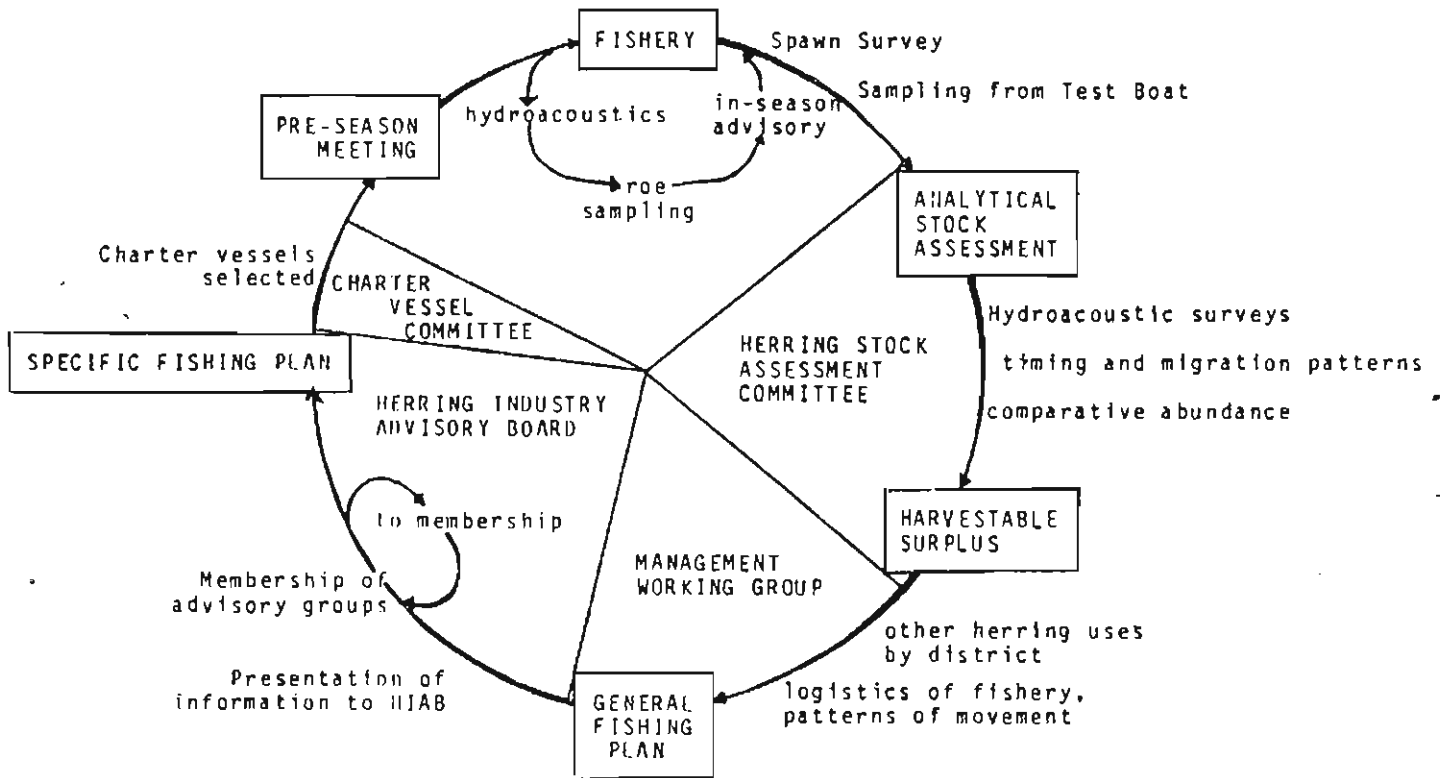 FISHERY
Spawn Survey
Sampling from Test Boat
hydroacoustics
in-season
advisory
roe
sampling
PRE-SEASON
MEETING
ANALYTICAL
STOCK
ASSESSMENT
Charter vessels
selected
CHARTER
VESSEL
COMMITTEE
Hydroacoustic surveys
timing and migration patterns
comparative abundance
HERRING STOCK
ASSESSMENT
COMMITTEE
SPECIFIC FISHING PLAN
HERRING INDUSTRY
ADVISORY BOARD
HARVESTABLE
SURPLUS
to membership
MANAGEMENT
WORKING GROUP
Membership of
advisory groups
other herring uses
by district
logistics of fishery,
patterns of movement
Presentation of
information to HIAB
GENERAL
FISHING
PLAN